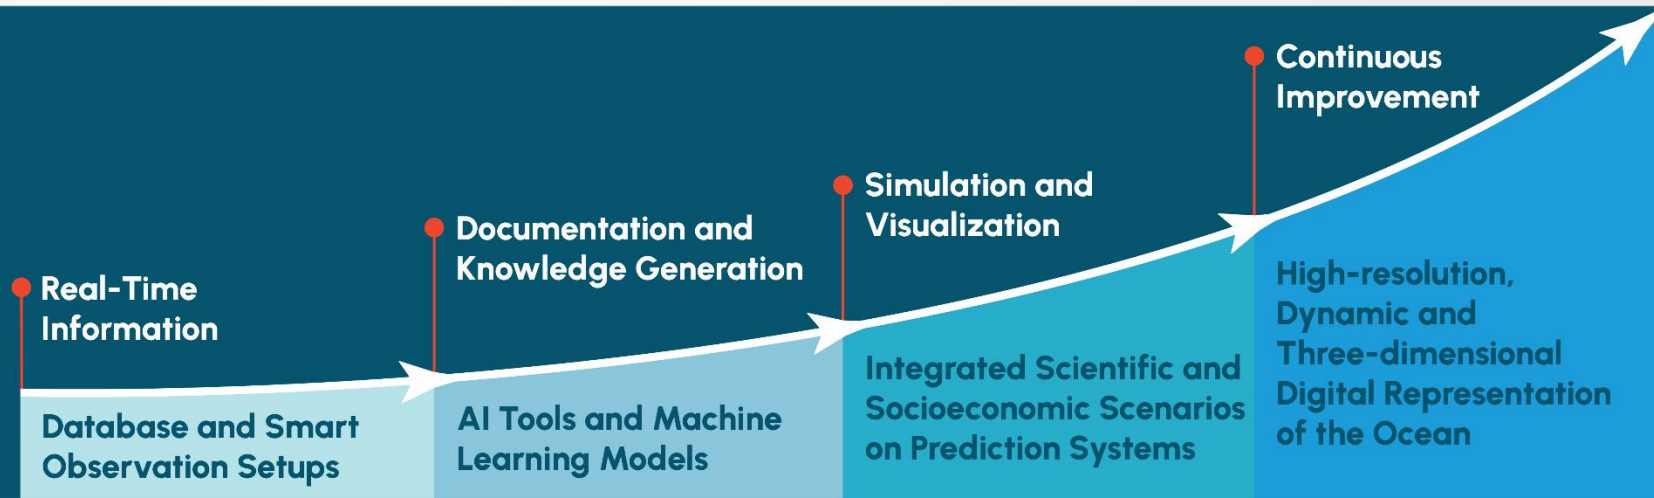 Real-Time
Information
Database and Smart
Observation Setups
Documentation and
Knowledge Generation
AI Tools and Machine
Learning Models
Simulation and
Visualization
Integrated Scientific and
Socioeconomic Scenarios
on Prediction Systems
Continuous
Improvement
High-resolution,
Dynamic and
Three-dimensional
Digital Representation
of the Ocean